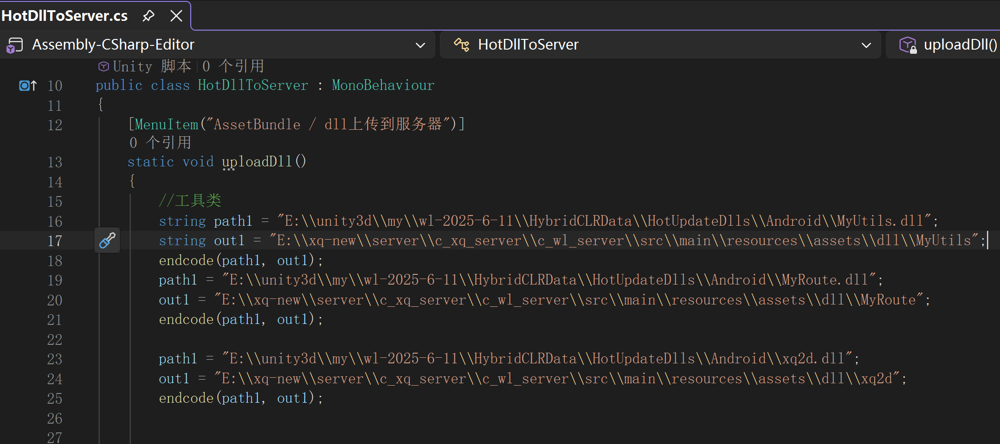 HotDllToServer.cs
Assembly-CSharp-Editor HotDllToServer uploadDll()
Unity 脚本|0 个引用
10 public class HotDllToServer : MonoBehaviour
11 {
12 [MenuItem("AssetBundle / dll上传到服务器")]
0 个引用
13 static void uploadDll()
14 {
15 //工具类
16 string path1 = "E:\\unity3d\\my\\wl-2025-6-11\\HybridCLRData\\HotUpdateDlls\\Android\\MyUtils.dll";
17 string out1 = "E:\\xq-new\\server\\c_xq_server\\c_wl_server\\src\\main\\resources\\assets\\dll\\MyUtils";
18 endcode(path1, out1);
19 path1 = "E:\\unity3d\\my\\wl-2025-6-11\\HybridCLRData\\HotUpdateDlls\\Android\\MyRoute.dll";
20 out1 = "E:\\xq-new\\server\\c_xq_server\\c_wl_server\\src\\main\\resources\\assets\\dll\\MyRoute";
21 endcode(path1, out1);
22
23 path1 = "E:\\unity3d\\my\\wl-2025-6-11\\HybridCLRData\\HotUpdateDlls\\Android\\xq2d.dll";
24 out1 = "E:\\xq-new\\server\\c_xq_server\\c_wl_server\\src\\main\\resources\\assets\\dll\\xq2d";
25 endcode(path1, out1);
26
27